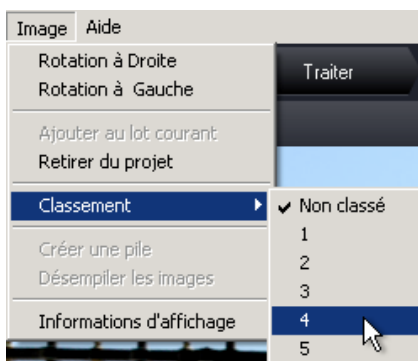 Image Aide
Rotation à Droite
Traiter
Rotation à Gauche
Ajouter au lot courant
Retirer du projet
Classement
Non classé
1
Créer une pile
2
Désempiler les images
3
Informations d'affichage
4
5